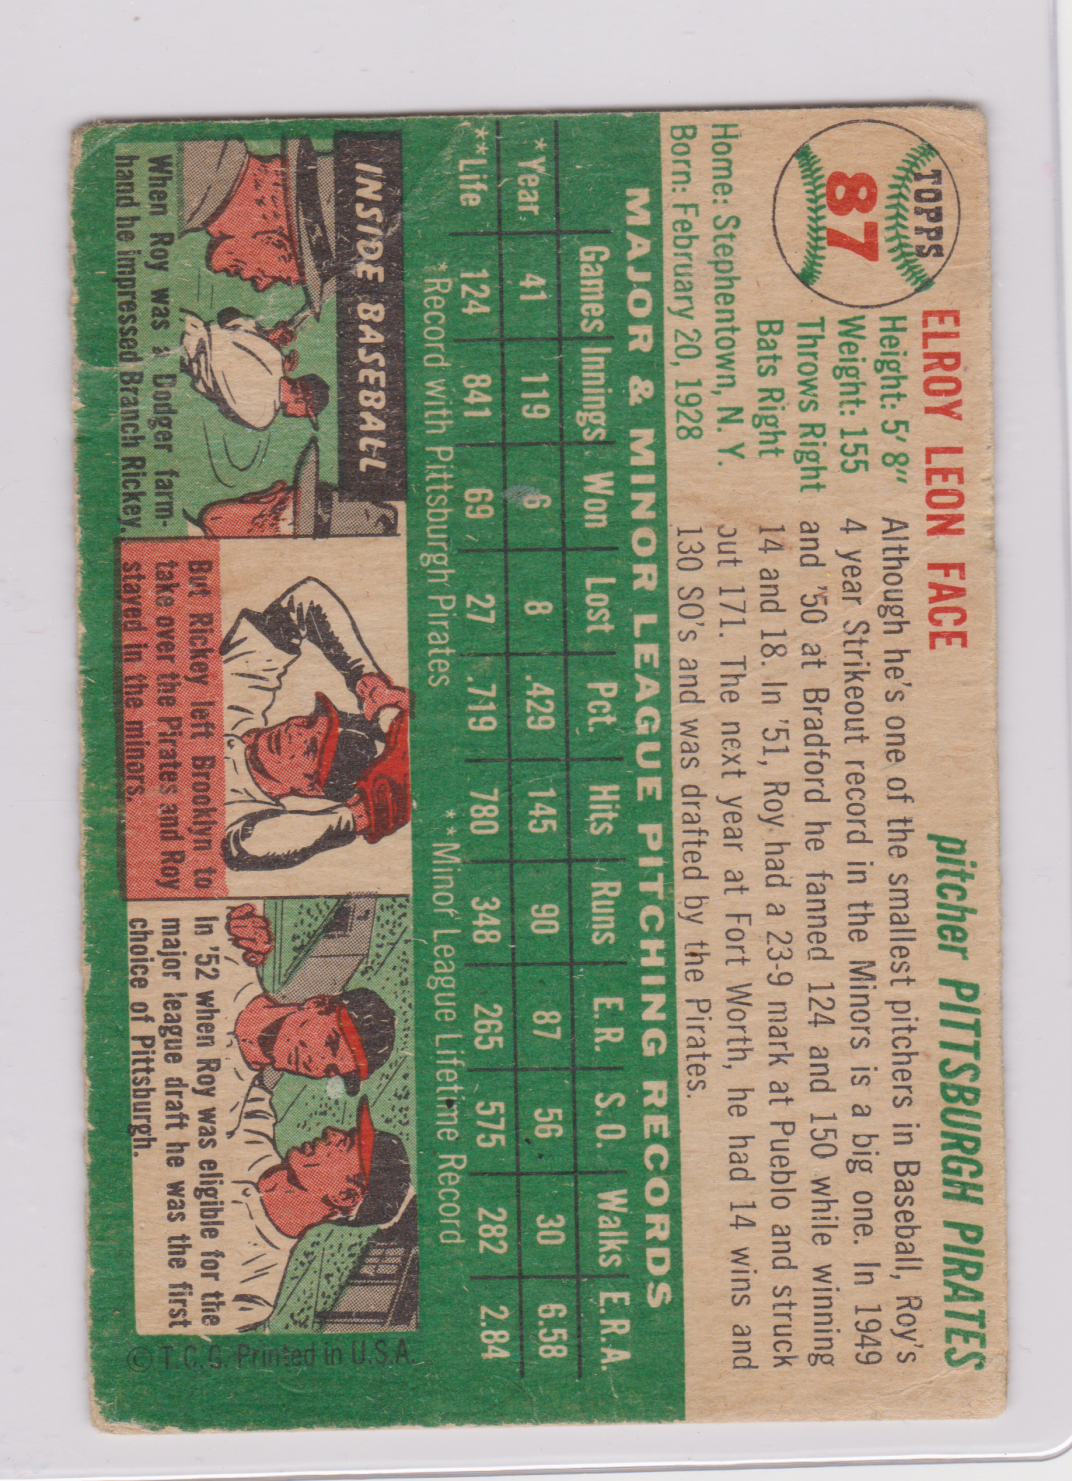 TOPPS
87
ELROY LEON FACE
pitcher PITTSBURGH PIRATES
Height: 5' 8"
Weight: 155
Throws Right
Bats Right
Home: Stephentown, N. Y.
Born: February 20, 1928
Although he's one of the smallest pitchers in Baseball, Roy's
4 year Strikeout record in the Minors is a big one. In 1949
and '50 at Bradford he fanned 124 and 150 while winning
14 and 18. In '51, Roy had a 23-9 mark at Pueblo and struck
out 171. The next year at Fort Worth, he had 14 wins and
130 SO's and was drafted by the Pirates.
MAJOR & MINOR LEAGUE PITCHING RECORDS
Games Innings Won Lost Pct. Hits Runs E.R. S.O. Walks E.R.A.
*Year 41 119 6 8 .429 145 90 87 56 30 6.58
**Life 124 841 69 27 .719 780 348 265 575 282 2.84
*Record with Pittsburgh Pirates **Minor League Lifetime Record
INSIDE BASEBALL
When Roy was a Dodger farm-
hand he impressed Branch Rickey.
But Rickey left Brooklyn to
take over the Pirates and Roy
stayed in the minors.
In '52 when Roy was eligible for the
major league draft he was the first
choice of Pittsburgh.
© T.C.G. Printed in U.S.A.